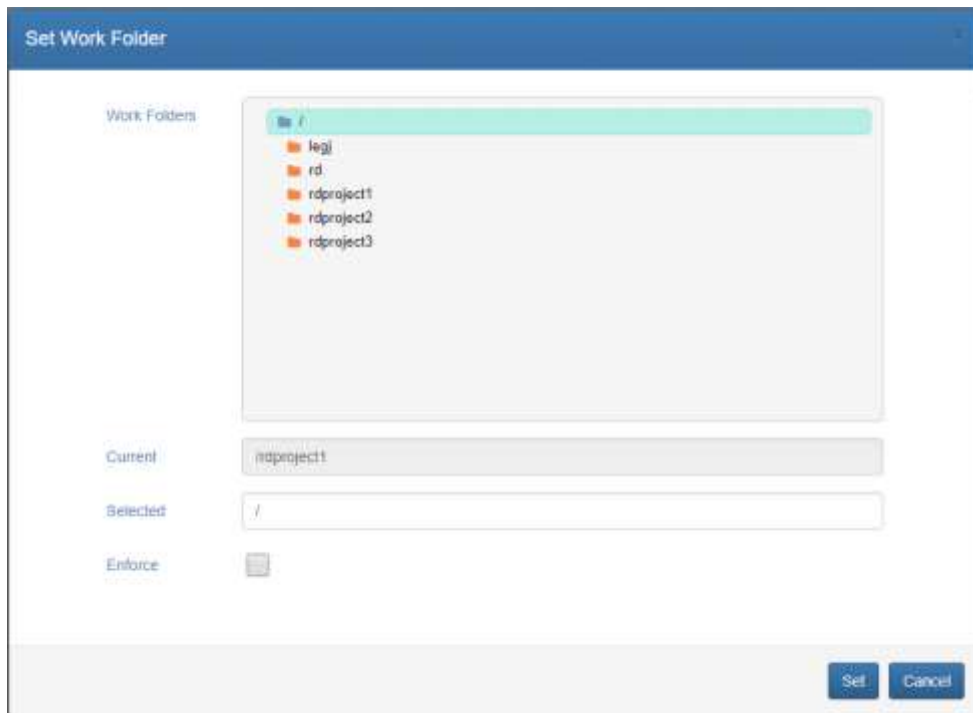 Set Work Folder
Work Folders
/
legj
rd
rdproject1
rdproject2
rdproject3
Current
/rdproject1
Selected
/
Enforce
Set
Cancel